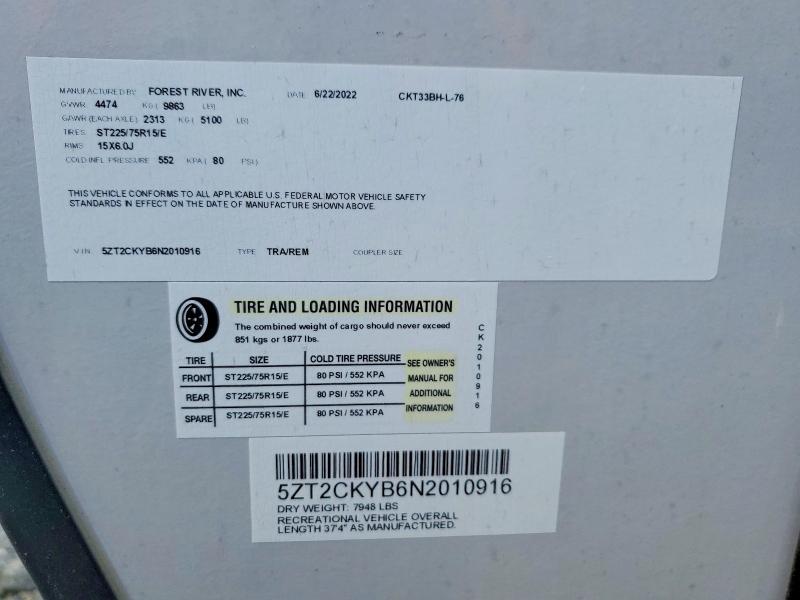 MANUFACTURED BY FOREST RIVER, INC. DATE 6/22/2022 CKT33BH-L-76
GVWR 4474 KG ( 9863 LB)
GAWR (EACH AXLE) 2313 KG ( 5100 LB)
TIRES ST225/75R15/E
RIMS 15X6.0J
COLD INFL PRESSURE 552 KPA ( 80 PSI)
THIS VEHICLE CONFORMS TO ALL APPLICABLE U.S. FEDERAL MOTOR VEHICLE SAFETY
STANDARDS IN EFFECT ON THE DATE OF MANUFACTURE SHOWN ABOVE.
VIN 5ZT2CKYB6N2010916 TYPE TRA/REM COUPLER SIZE
TIRE AND LOADING INFORMATION
The combined weight of cargo should never exceed
851 kgs or 1877 lbs.
TIRE SIZE COLD TIRE PRESSURE
FRONT ST225/75R15/E 80 PSI / 552 KPA
REAR ST225/75R15/E 80 PSI / 552 KPA
SPARE ST225/75R15/E 80 PSI / 552 KPA
SEE OWNER'S
MANUAL FOR
ADDITIONAL
INFORMATION
CK2010916
5ZT2CKYB6N2010916
DRY WEIGHT: 7948 LBS
RECREATIONAL VEHICLE OVERALL
LENGTH 37'4" AS MANUFACTURED.